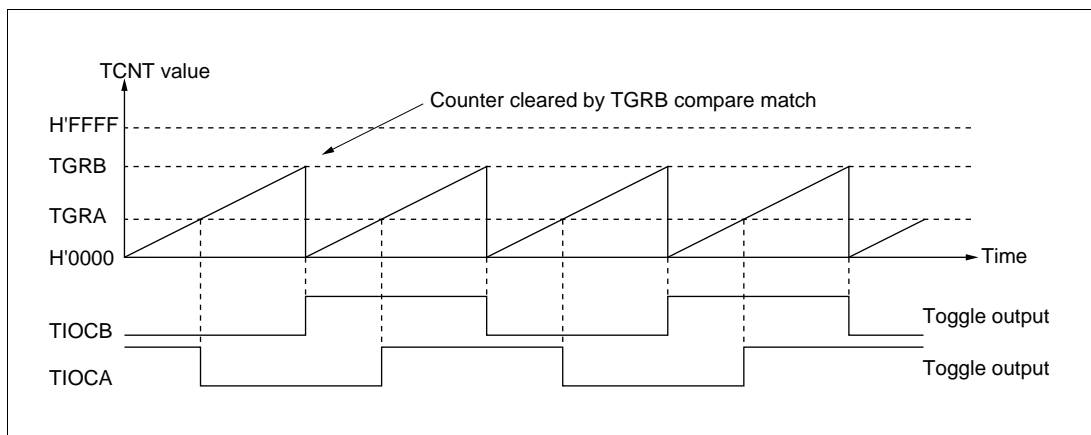 TCNT value
Counter cleared by TGRB compare match
H'FFFF
TGRB
TGRA
H'0000
Time
Toggle output
TIOCB
Toggle output
TIOCA